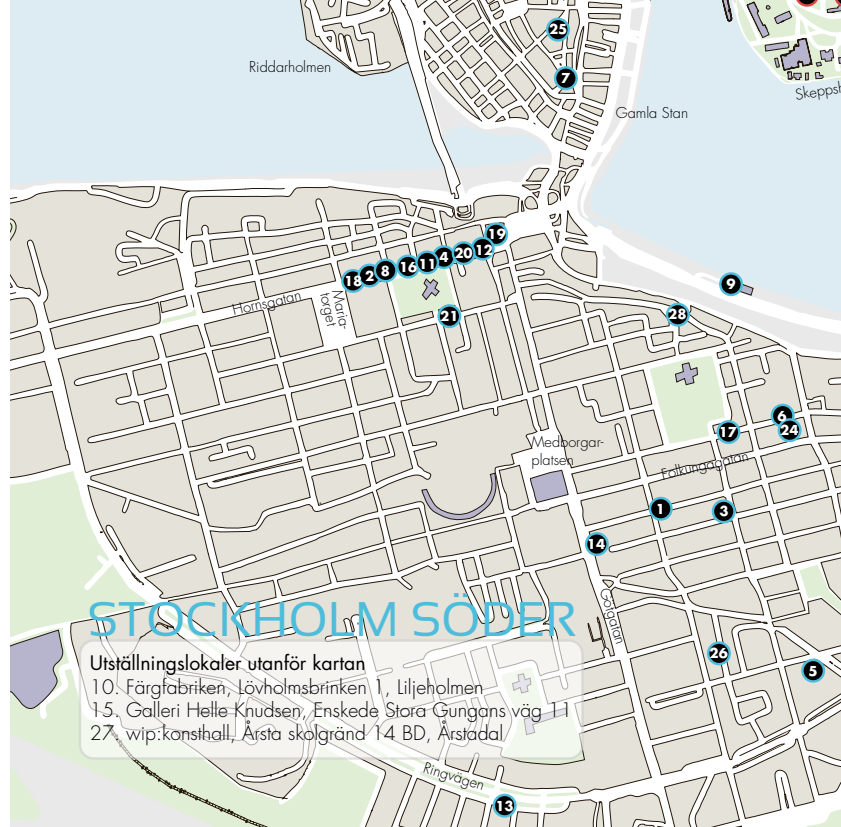 25
7
Riddarholmen
Gamla Stan
Skepps
19
12
20
4
11
16
8
2
18
9
Hornsgatan
Maria-
torget
21
28
6
24
17
Medborgar-
platsen
Folkungagatan
1
3
14
Götgatan
STOCKHOLM SÖDER
Utställningslokaler utanför kartan
10. Färgfabriken, Lövholmsbrinken 1, Liljeholmen
15. Galleri Helle Knudsen, Enskede Stora Gungans väg 11
27. wip:konsthall, Årsta skolgränd 14 BD, Årstadal
26
5
Ringvägen
13